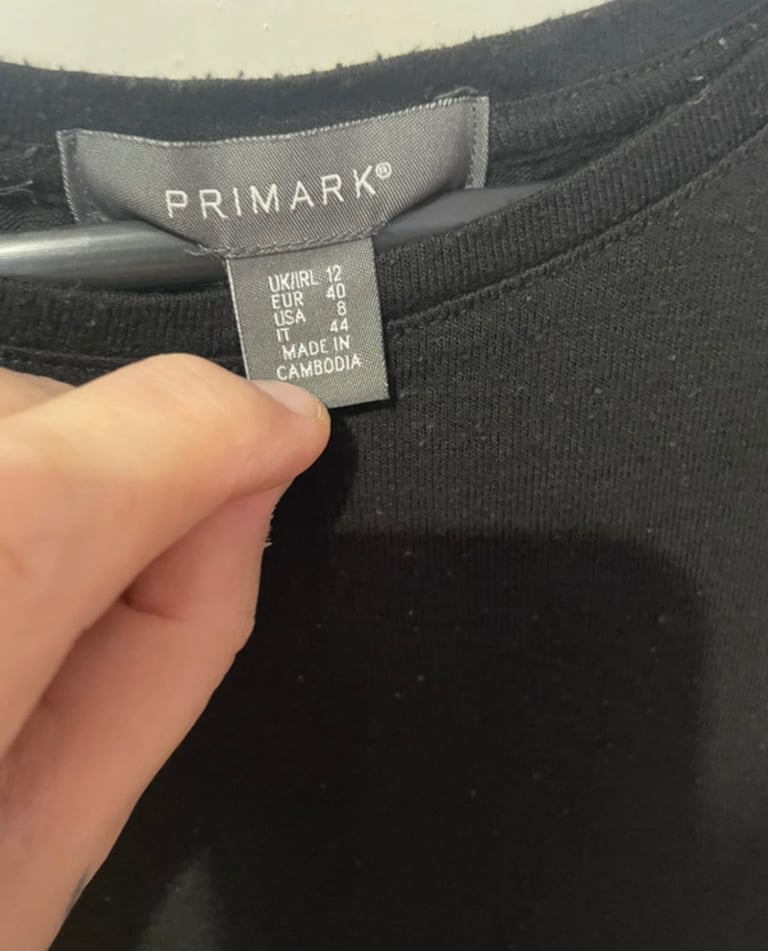 PRIMARK®
UK/IRL 12
EUR 40
USA 8
IT 44
MADE IN
CAMBODIA